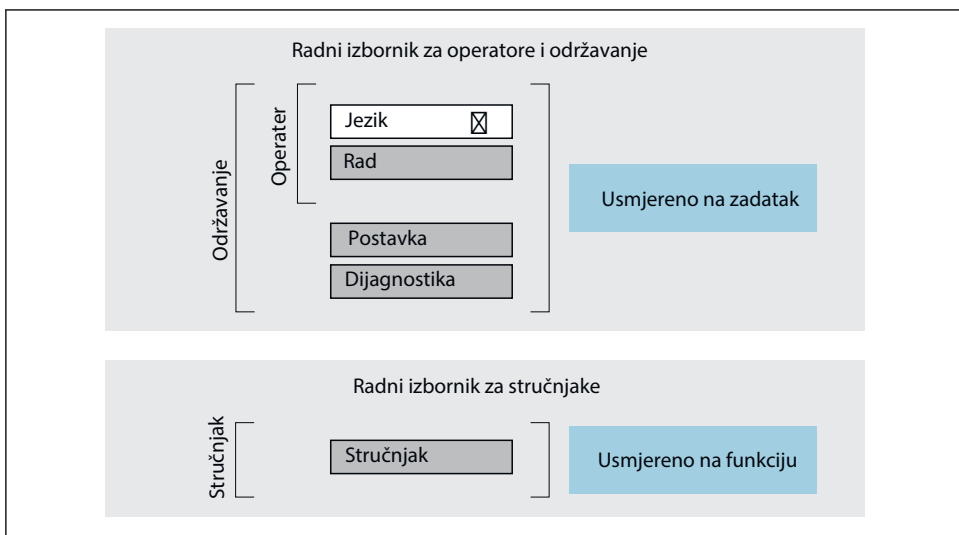 Radni izbornik za operatore i održavanje
Održavanje
Operater
Jezik
Rad
Postavka
Dijagnostika
Usmjereno na zadatak
Radni izbornik za stručnjake
Stručnjak
Stručnjak
Usmjereno na funkciju